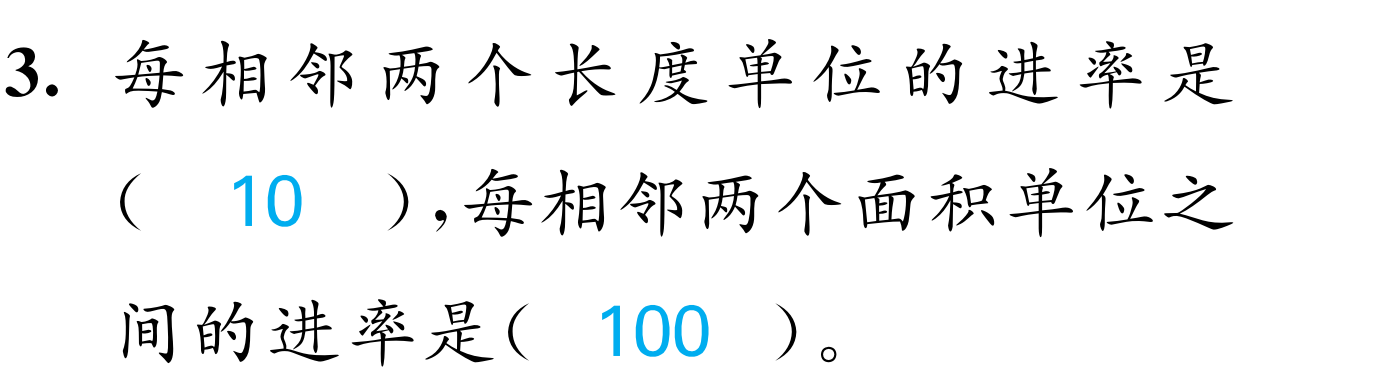 3. 每相邻两个长度单位的进率是
( 10 ),每相邻两个面积单位之
间的进率是( 100 )。